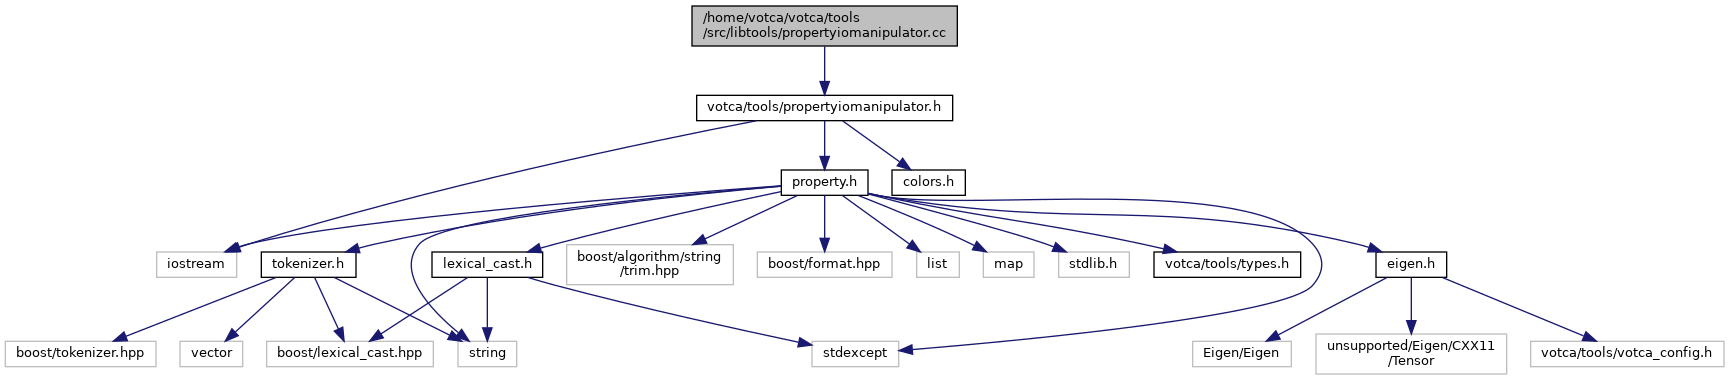 /home/votca/votca/tools
/src/libtools/propertyiomanipulator.cc
votca/tools/propertyiomanipulator.h
property.h
colors.h
iostream
tokenizer.h
lexical_cast.h
boost/algorithm/string
/trim.hpp
boost/format.hpp
list
map
stdlib.h
votca/tools/types.h
eigen.h
boost/tokenizer.hpp
vector
boost/lexical_cast.hpp
string
stdexcept
Eigen/Eigen
unsupported/Eigen/CXX11
/Tensor
votca/tools/votca_config.h